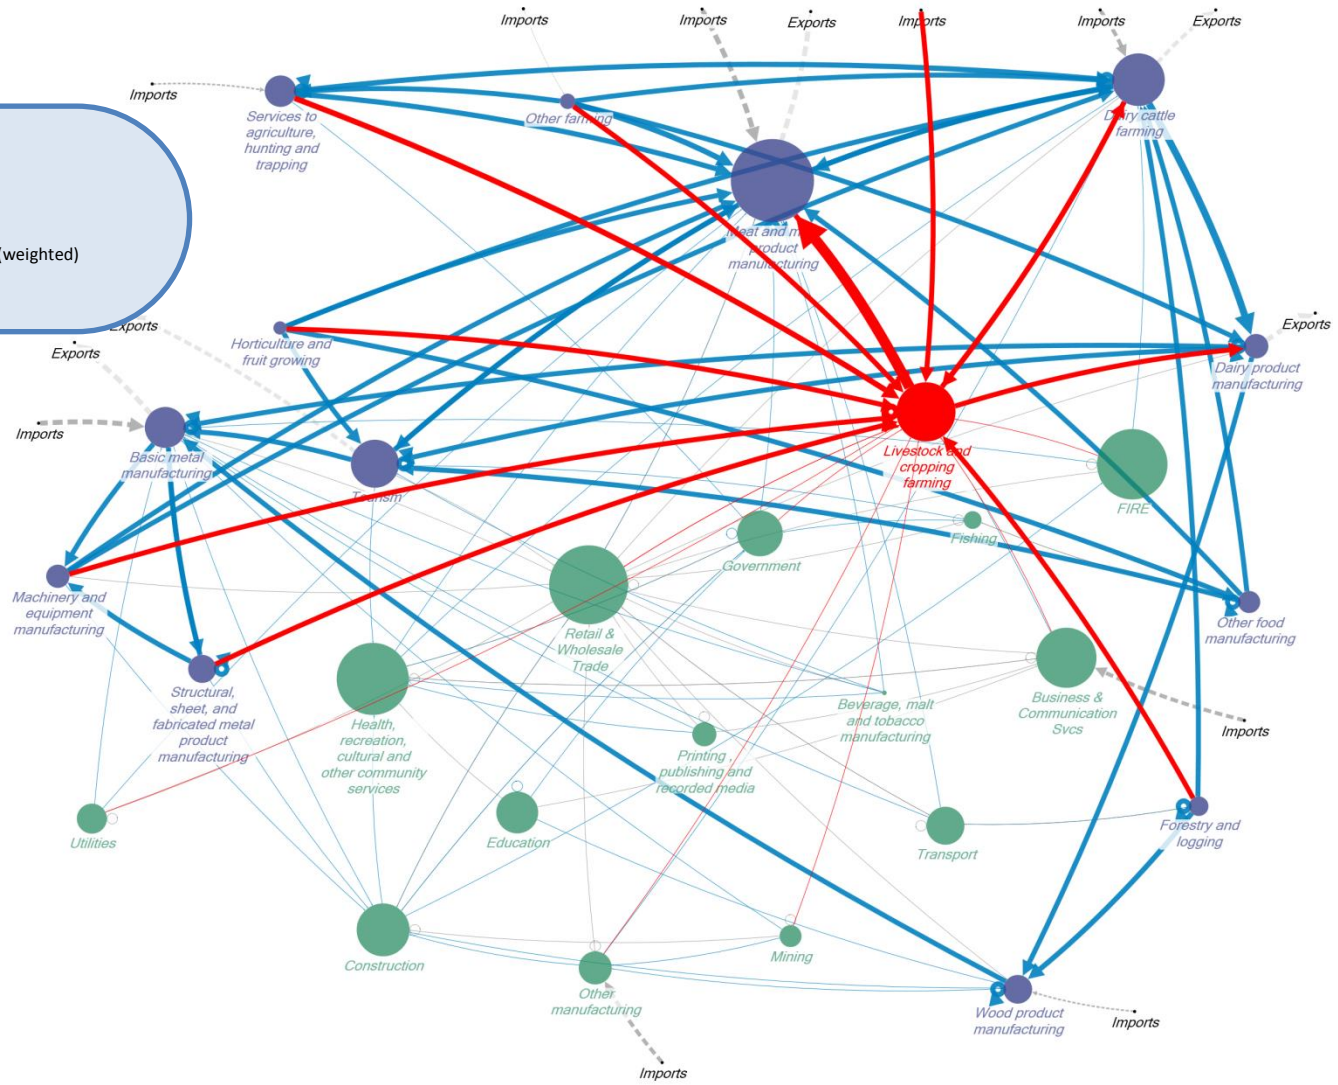 Imports
Imports
Exports
Imports
Imports
Exports
Imports
Services to
agriculture,
hunting and
trapping
Other farming
Dairy cattle
farming
Meat and meat
product
manufacturing
(weighted)
Exports
Exports
Horticulture and
fruit growing
Exports
Dairy product
manufacturing
Imports
Basic metal
manufacturing
Tourism
Livestock and
cropping
farming
FIRE
Fishing
Government
Machinery and
equipment
manufacturing
Retail &
Wholesale
Trade
Other food
manufacturing
Structural,
sheet, and
fabricated metal
product
manufacturing
Health,
recreation,
cultural and
other community
services
Beverage, malt
and tobacco
manufacturing
Business &
Communication
Svcs
Imports
Printing ,
publishing and
recorded media
Utilities
Education
Transport
Forestry and
logging
Construction
Mining
Other
manufacturing
Wood product
manufacturing
Imports
Imports